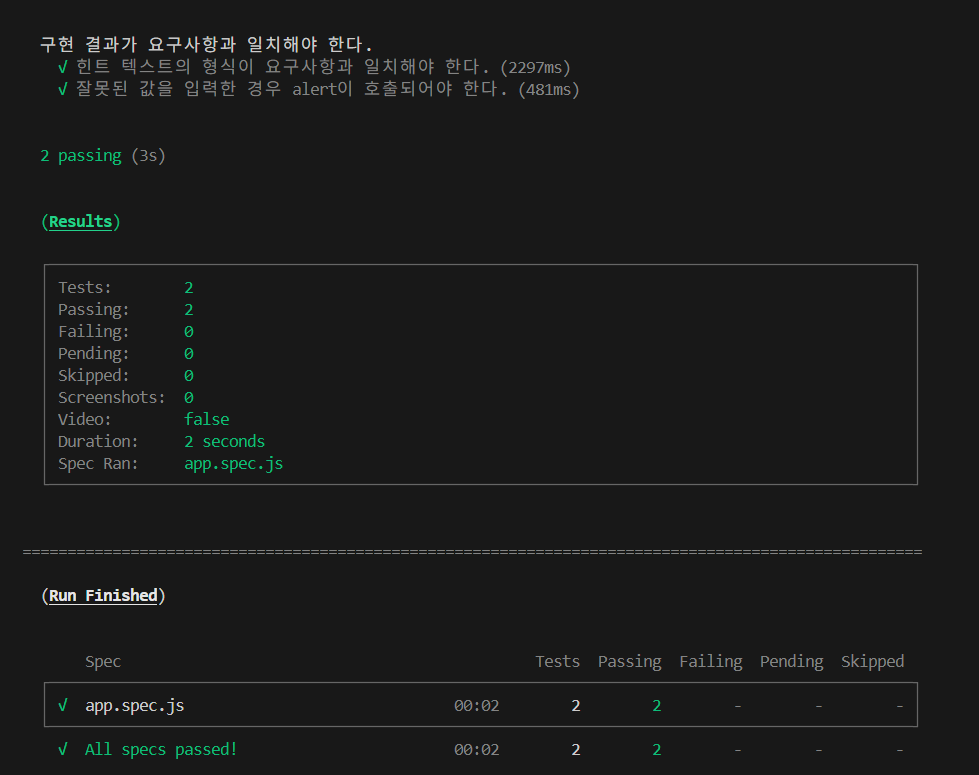 구현 결과가 요구사항과 일치해야 한다.
√ 힌트 텍스트의 형식이 요구사항과 일치해야 한다. (2297ms)
√ 잘못된 값을 입력한 경우 alert이 호출되어야 한다. (481ms)
2 passing (3s)
(Results)
Tests: 2
Passing: 2
Failing: 0
Pending: 0
Skipped: 0
Screenshots: 0
Video: false
Duration: 2 seconds
Spec Ran: app.spec.js
====================================================================================================
(Run Finished)
Spec Tests Passing Failing Pending Skipped
√ app.spec.js 00:02 2 2 - - -
√ All specs passed! 00:02 2 2 - - -